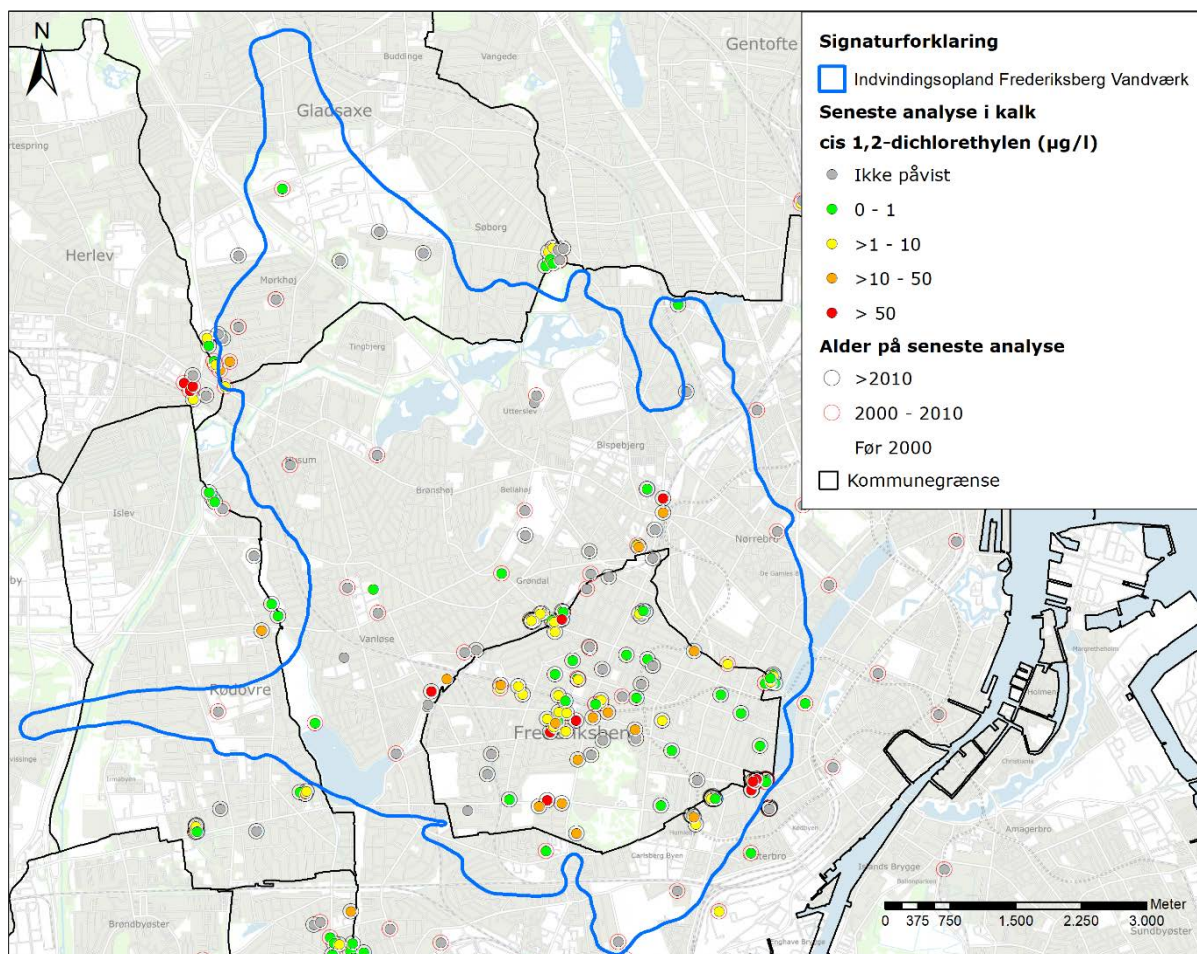 N
Signaturforklaring
Indvindingsopland Frederiksberg Vandværk
Seneste analyse i kalk
cis 1,2-dichlorethylen (µg/l)
Ikke påvist
0 - 1
>1 - 10
>10 - 50
> 50
Alder på seneste analyse
>2010
2000 - 2010
Før 2000
Kommunegrænse
Gentofte
Buddinge
Vangede
Gladsaxe
Herlev
Søborg
Mørkhøj
Tingbjerg
Utterslev
Bispebjerg
Brønshøj
Bellahøj
Islev
Nørrebro
Grøndal
Vanløse
Rødovre
Holmen
Christiania
Carlsberg Byen
Amagerbro
Islands Brygge
Brøndbyøster
Sundbyøster
Meter
0 375 750 1.500 2.250 3.000